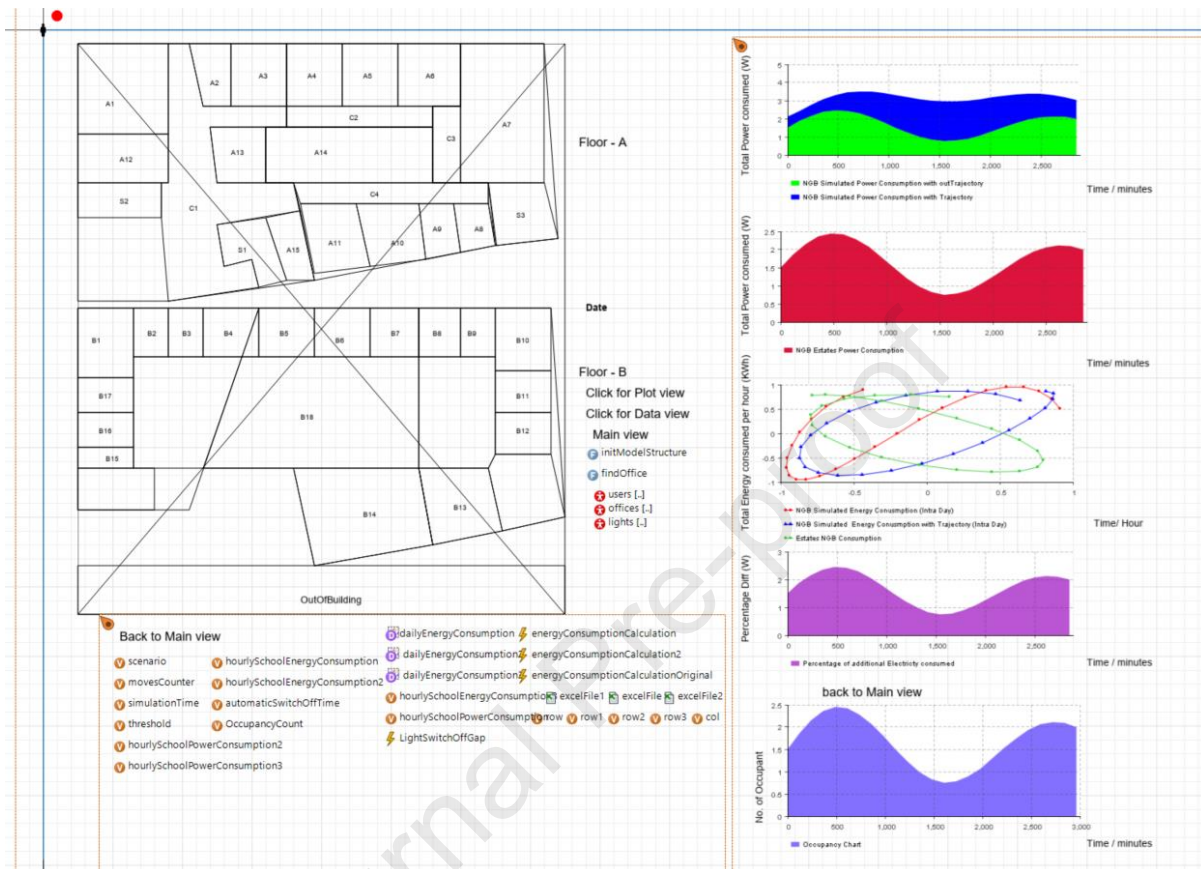 A1
A2
A3
A4
A5
A6
A7
C2
C3
A12
A13
A14
S2
C1
C4
S1
A15
A11
A10
A9
A8
S3
Floor - A
Date
B1
B2
B3
B4
B5
B6
B7
B8
B9
B10
Floor - B
B17
B16
B15
B18
B11
B12
B14
B13
OutOfBuilding
Click for Plot view
Click for Data view
Main view
F initModelStructure
F findOffice
users [..]
offices [..]
lights [..]
Back to Main view
V scenario
V movesCounter
V simulationTime
V threshold
V hourlySchoolPowerConsumption2
V hourlySchoolPowerConsumption3
V hourlySchoolEnergyConsumption
V hourlySchoolEnergyConsumption2
V automaticSwitchOffTime
V OccupancyCount
D dailyEnergyConsumption
D dailyEnergyConsumption
D dailyEnergyConsumption
energyConsumptionCalculation
energyConsumptionCalculation2
energyConsumptionCalculationOriginal
V hourlySchoolEnergyConsumption
excelFile1
excelFile
excelFile2
V hourlySchoolPowerConsumption
row
V row1
V row2
V row3
V col
LightSwitchOffGap
Total Power consumed (W)
5
4
3
2
1
0
0 500 1,000 1,500 2,000 2,500
NGB Simulated Power Consumption with outTrajectory
NGB Simulated Power Consumption with Trajectory
Time / minutes
Total Power consumed (W)
2.5
2
1.5
1
0.5
0
0 500 1,000 1,500 2,000 2,500
NGB Estates Power Consumption
Time/ minutes
Total Energy consumed per hour (KWh)
1
0.5
0
-0.5
-1
-1 -0.5 0 0.5 1
NGB Simulated Energy Consumption (Intra Day)
NGB Simulated Energy Consumption with Trajectory (Intra Day)
Estates NGB Consumption
Time/ Hour
Percentage Diff (W)
3
2
1
0
0 500 1,000 1,500 2,000 2,500
Percentage of additional Electricty consumed
Time / minutes
back to Main view
No. of Occupant
2.5
2
1.5
1
0.5
0
0 500 1,000 1,500 2,000 2,500 3,000
Occupancy Chart
Time / minutes
rnal Pre-proof